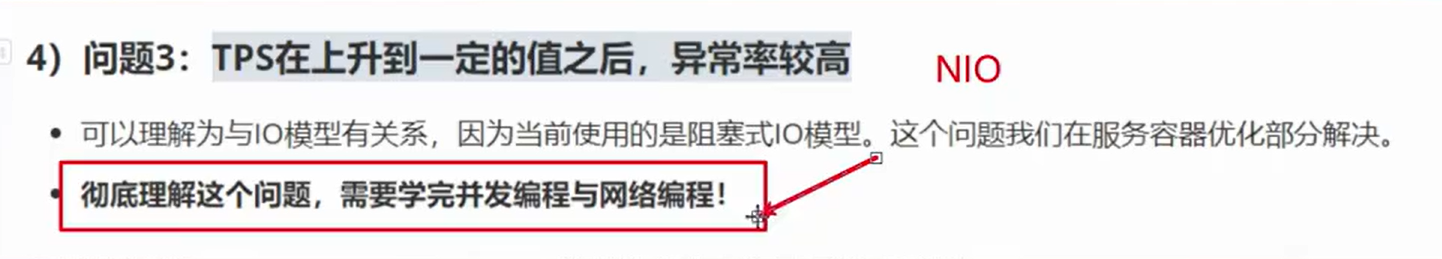 4）问题3：TPS在上升到一定的值之后，异常率较高
NIO
可以理解为与IO模型有关系，因为当前使用的是阻塞式IO模型。这个问题我们在服务容器优化部分解决。
彻底理解这个问题，需要学完并发编程与网络编程！